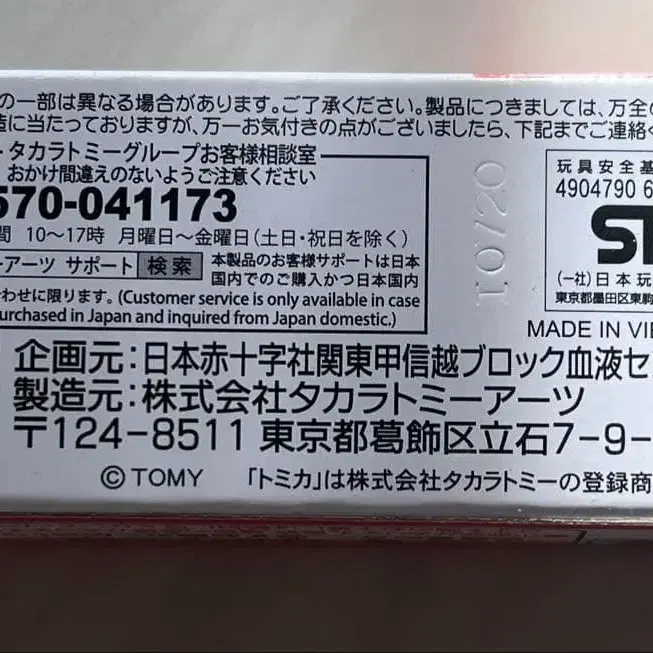 の一部は異なる場合があります。ご了承ください。製品につきましては、万全の
造に当たっておりますが、万一お気付きの点がございましたら、下記までご連絡く
タカラトミーグループお客様相談室
おかけ間違えのないようご注意ください
570-041173
間 10〜17時 月曜日〜金曜日(土日・祝日を除く)
ーアーツ サポート 検索
本製品のお客様サポートは日本
国内でのご購入かつ日本国内
わせに限ります。(Customer service is only available in case
purchased in Japan and inquired from Japan domestic.)
10720
玩具安全基
4904790 6
ST
(一社)日本玩
東京都墨田区東駒
MADE IN VIE
企画元:日本赤十字社関東甲信越ブロック血液セ
製造元:株式会社タカラトミーアーツ
〒124-8511 東京都葛飾区立石7-9-
© TOMY 「トミカ」は株式会社タカラトミーの登録商